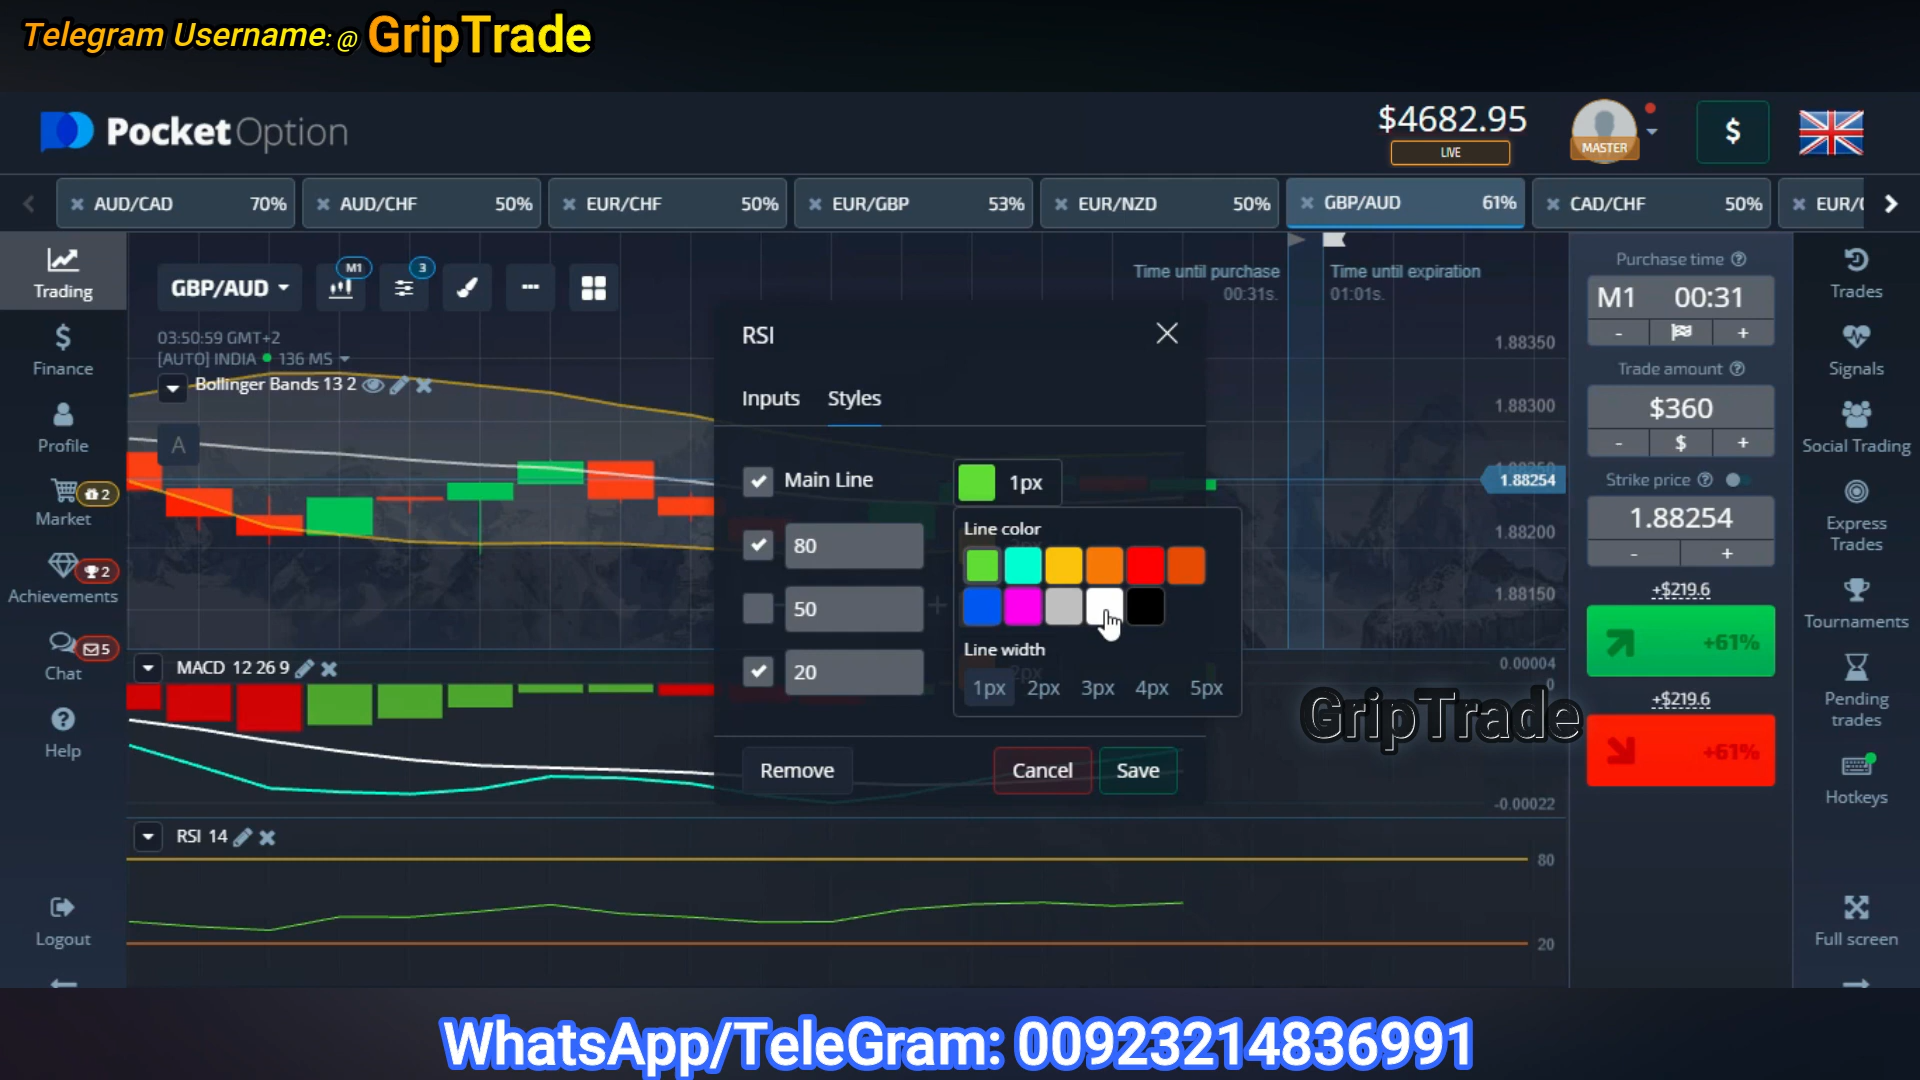 Telegram Username: @ GripTrade
PocketOption
$4682.95
LIVE
MASTER
$
AUD/CAD 70%
AUD/CHF 50%
EUR/CHF 50%
EUR/GBP 53%
EUR/NZD 50%
GBP/AUD 61%
CAD/CHF 50%
EUR/
Trading
Finance
Profile
Market
2
Achievements
2
Chat
5
Help
Logout
GBP/AUD
M1
3
03:50:59 GMT+2
[AUTO] INDIA 136 MS
Bollinger Bands 13 2
A
Time until purchase
00:31s.
Time until expiration
01:01s.
1.88350
1.88300
1.88254
1.88200
1.88150
RSI
Inputs Styles
Main Line
1px
80
50
20
Line color
Line width
1px 2px 3px 4px 5px
Remove
Cancel
Save
MACD 12 26 9
0.00004
0
-0.00022
RSI 14
80
20
GripTrade
Purchase time
M1 00:31
- +
Trade amount
$360
- $ +
Strike price
1.88254
- +
+$219.6
+61%
+$219.6
+61%
Trades
Signals
Social Trading
Express
Trades
Tournaments
Pending
trades
Hotkeys
Full screen
WhatsApp/TeleGram: 00923214836991